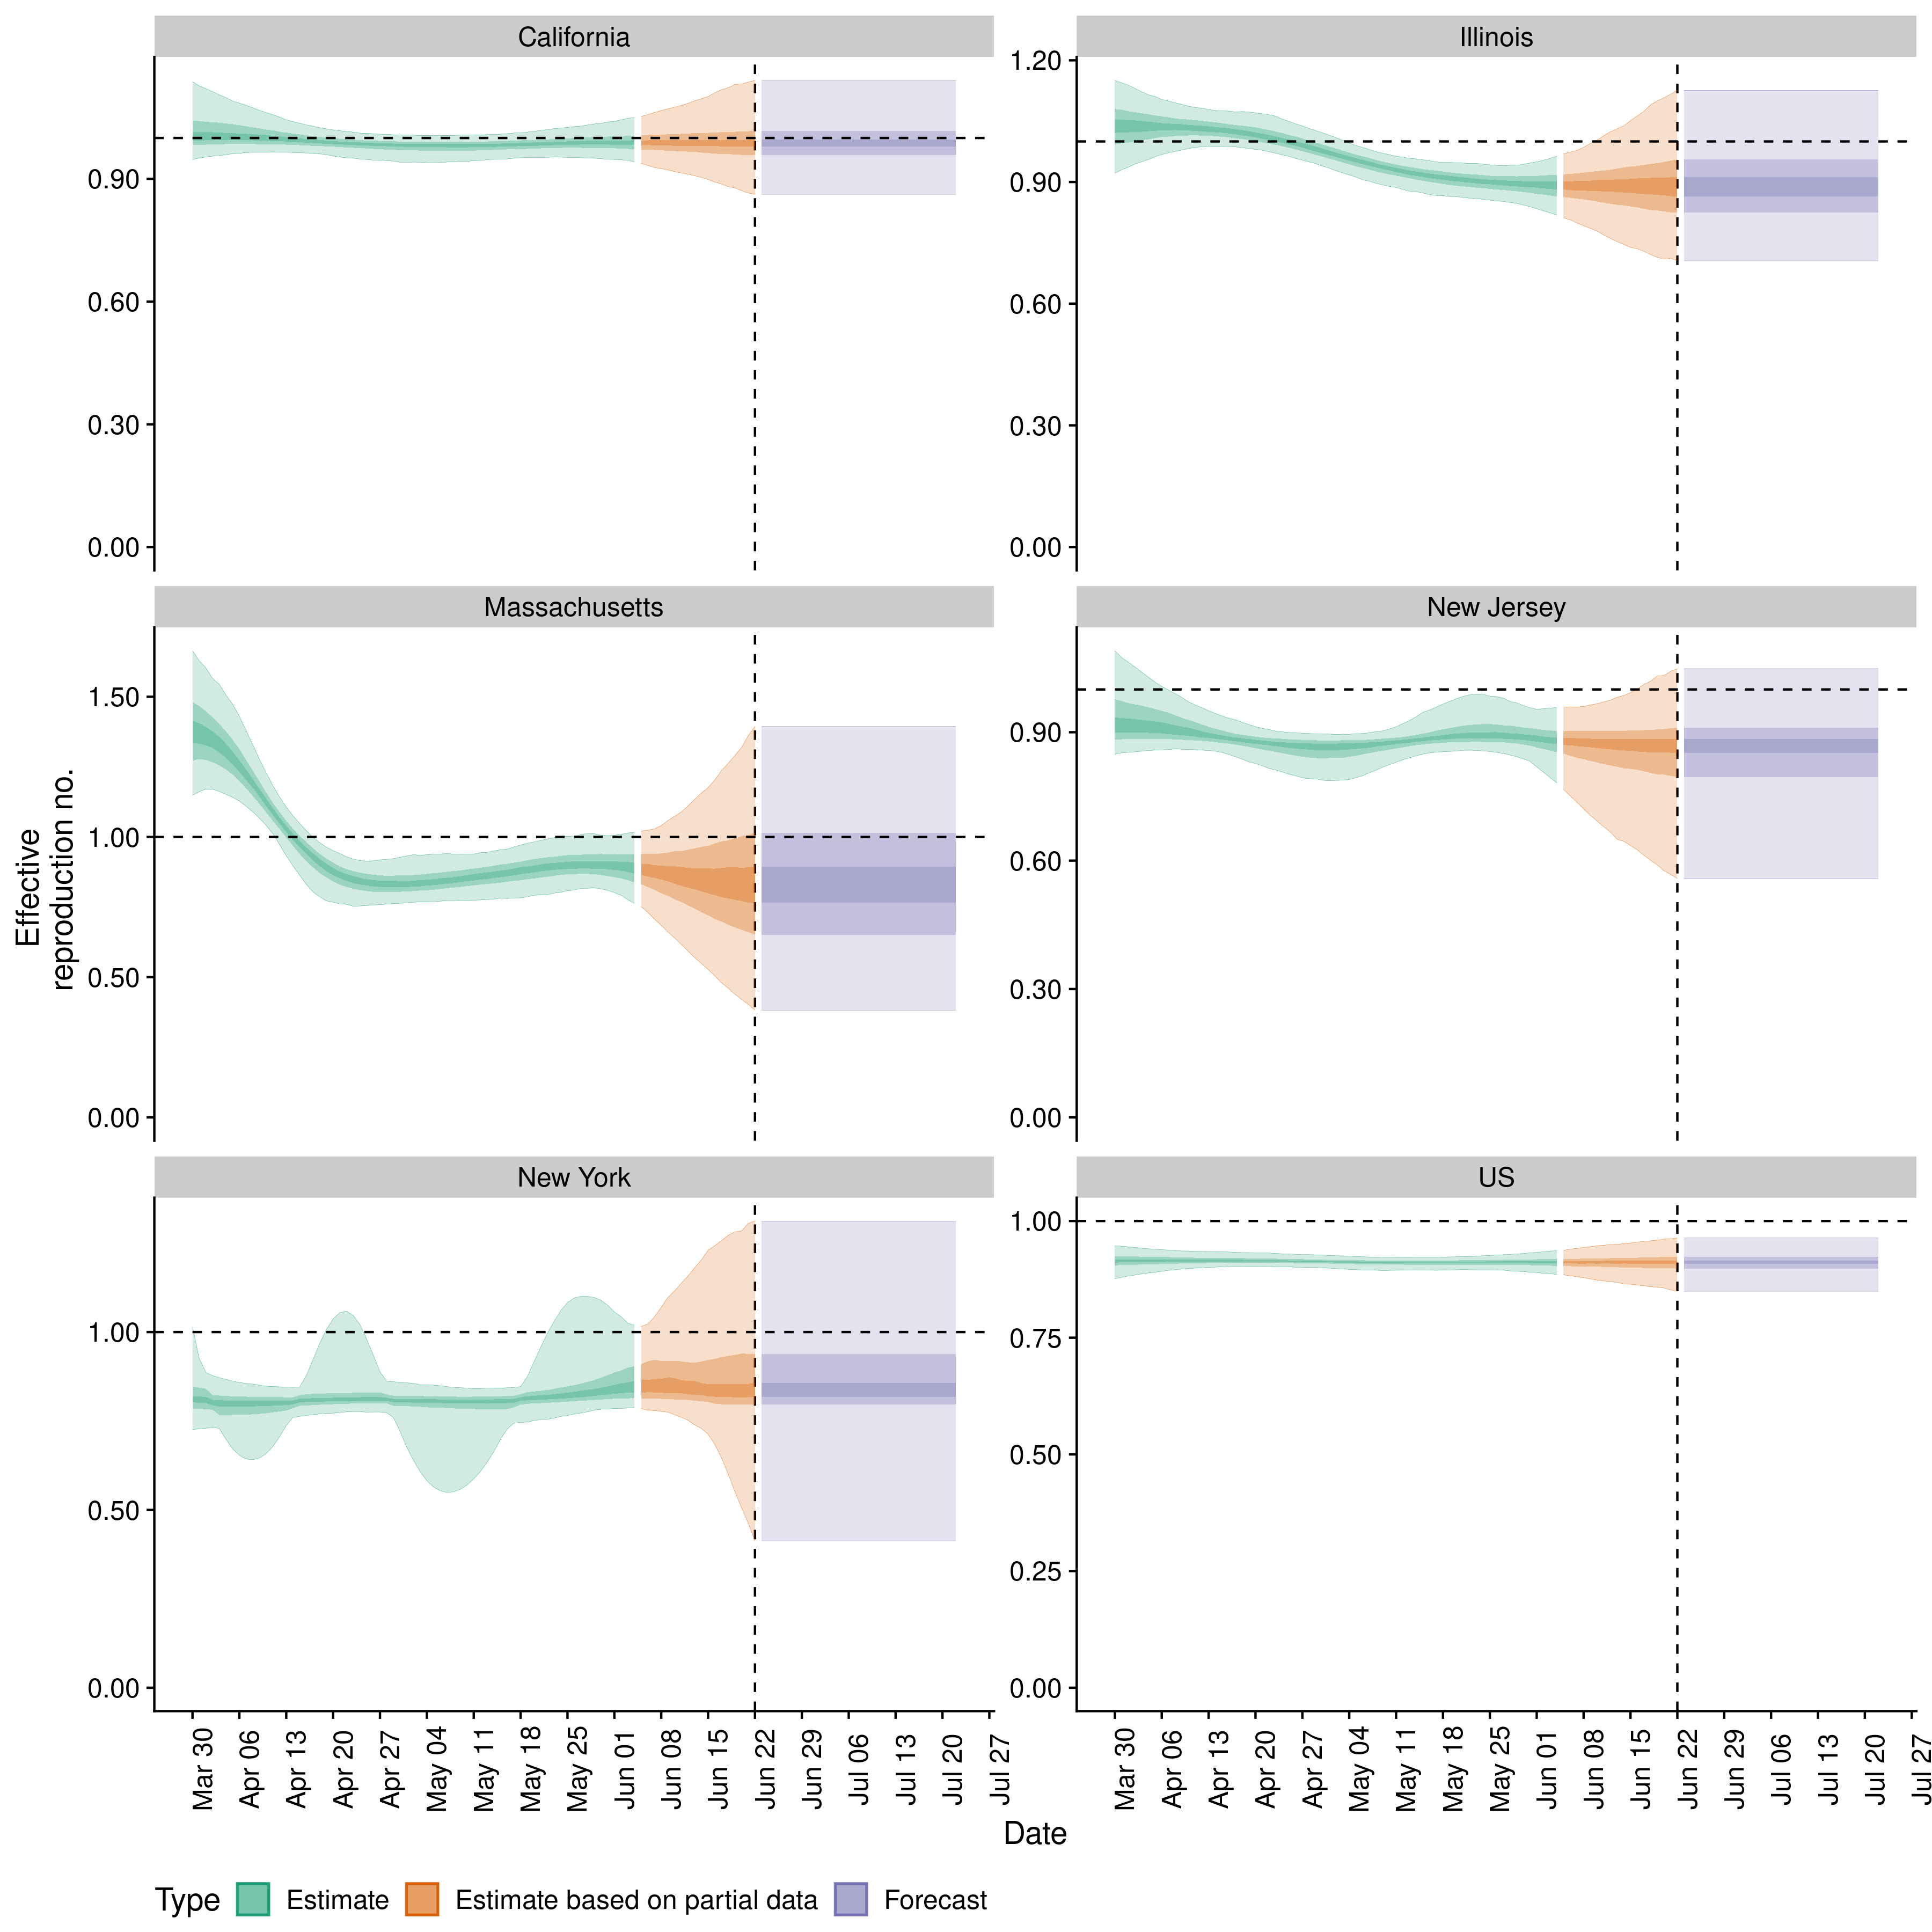 California
Illinois
0.90
0.60
0.30
0.00
1.20
0.90
0.60
0.30
0.00
Massachusetts
New Jersey
1.50
1.00
0.50
0.00
0.90
0.60
0.30
0.00
New York
US
1.00
0.50
0.00
1.00
0.75
0.50
0.25
0.00
Effective
reproduction no.
Mar 30
Apr 06
Apr 13
Apr 20
Apr 27
May 04
May 11
May 18
May 25
Jun 01
Jun 08
Jun 15
Jun 22
Jun 29
Jul 06
Jul 13
Jul 20
Jul 27
Mar 30
Apr 06
Apr 13
Apr 20
Apr 27
May 04
May 11
May 18
May 25
Jun 01
Jun 08
Jun 15
Jun 22
Jun 29
Jul 06
Jul 13
Jul 20
Jul 27
Date
Type Estimate Estimate based on partial data Forecast